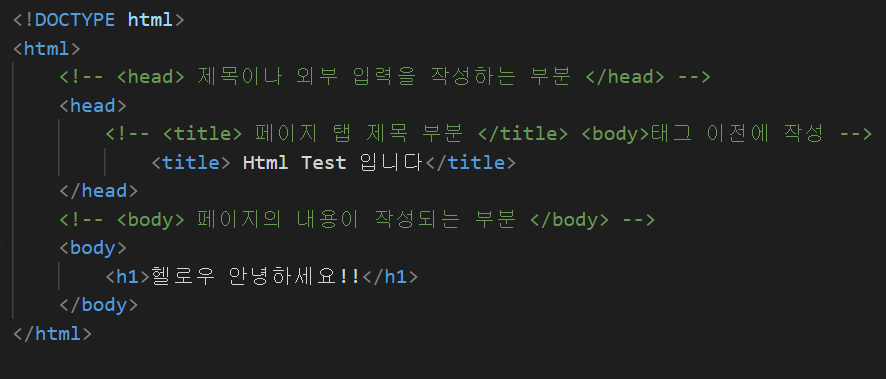 <!DOCTYPE html>
<html>
<!-- <head> 제목이나 외부 입력을 작성하는 부분 </head> -->
<head>
<!-- <title> 페이지 탭 제목 부분 </title> <body>태그 이전에 작성 -->
<title> Html Test 입니다</title>
</head>
<!-- <body> 페이지의 내용이 작성되는 부분 </body> -->
<body>
<h1>헬로우 안녕하세요!!</h1>
</body>
</html>